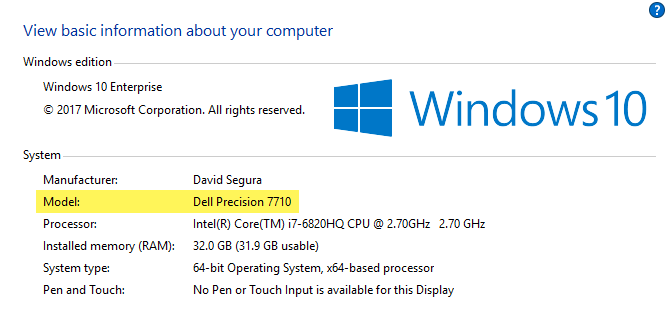 ?
View basic information about your computer
Windows edition
Windows 10 Enterprise
© 2017 Microsoft Corporation. All rights reserved.
Windows 10
System
Manufacturer: David Segura
Model: Dell Precision 7710
Processor: Intel(R) Core(TM) i7-6820HQ CPU @ 2.70GHz 2.70 GHz
Installed memory (RAM): 32.0 GB (31.9 GB usable)
System type: 64-bit Operating System, x64-based processor
Pen and Touch: No Pen or Touch Input is available for this Display